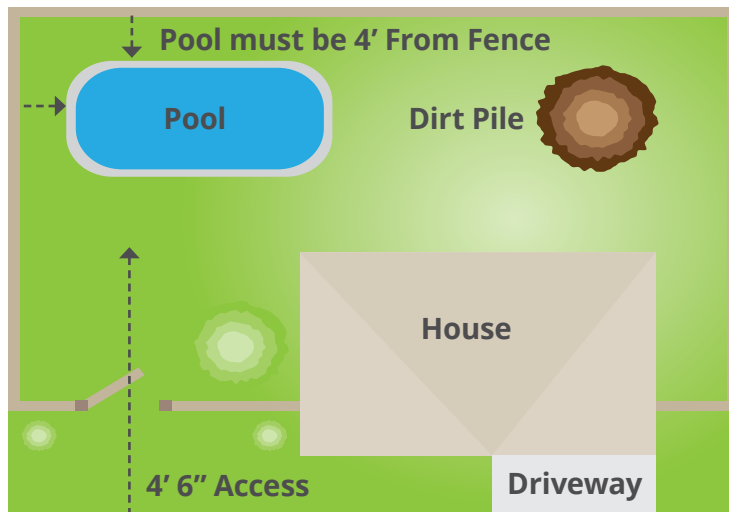 Pool must be 4’ From Fence
Pool
Dirt Pile
House
4’ 6” Access
Driveway